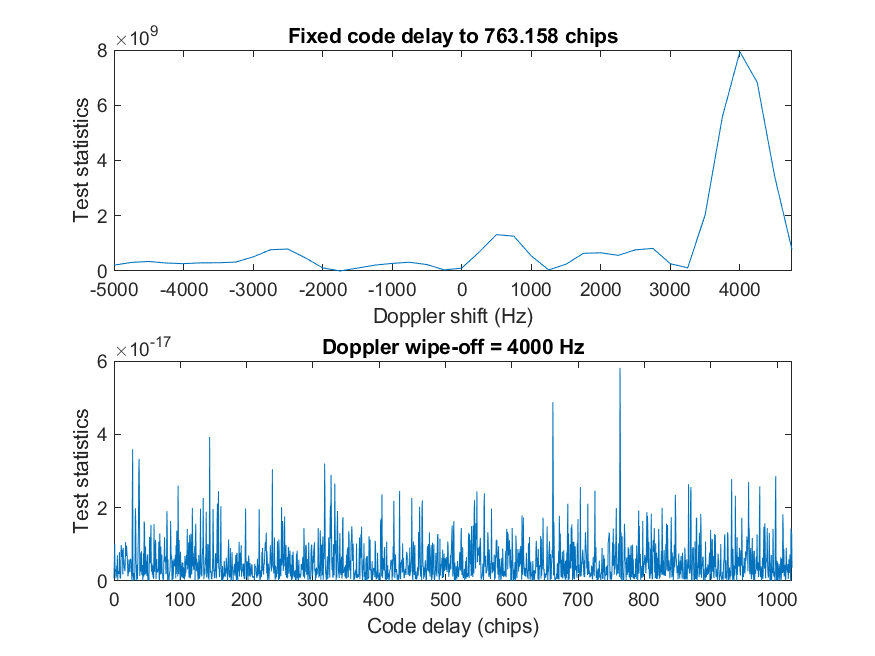 ×10^9
Fixed code delay to 763.158 chips
8
6
4
2
0
Test statistics
-5000 -4000 -3000 -2000 -1000 0 1000 2000 3000 4000
Doppler shift (Hz)
×10^-17
Doppler wipe-off = 4000 Hz
6
4
2
0
Test statistics
0 100 200 300 400 500 600 700 800 900 1000
Code delay (chips)